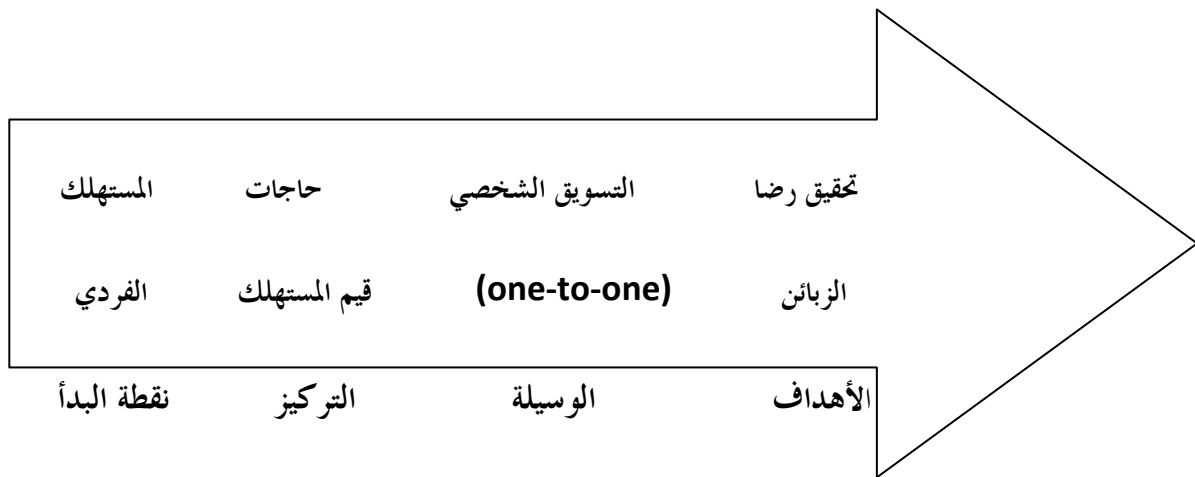 المستهلك حاجات التسويق الشخصي تحقيق رضا
الفردي قيم المستهلك (one-to-one) الزبائن
نقطة البدأ التركيز الوسيلة الأهداف